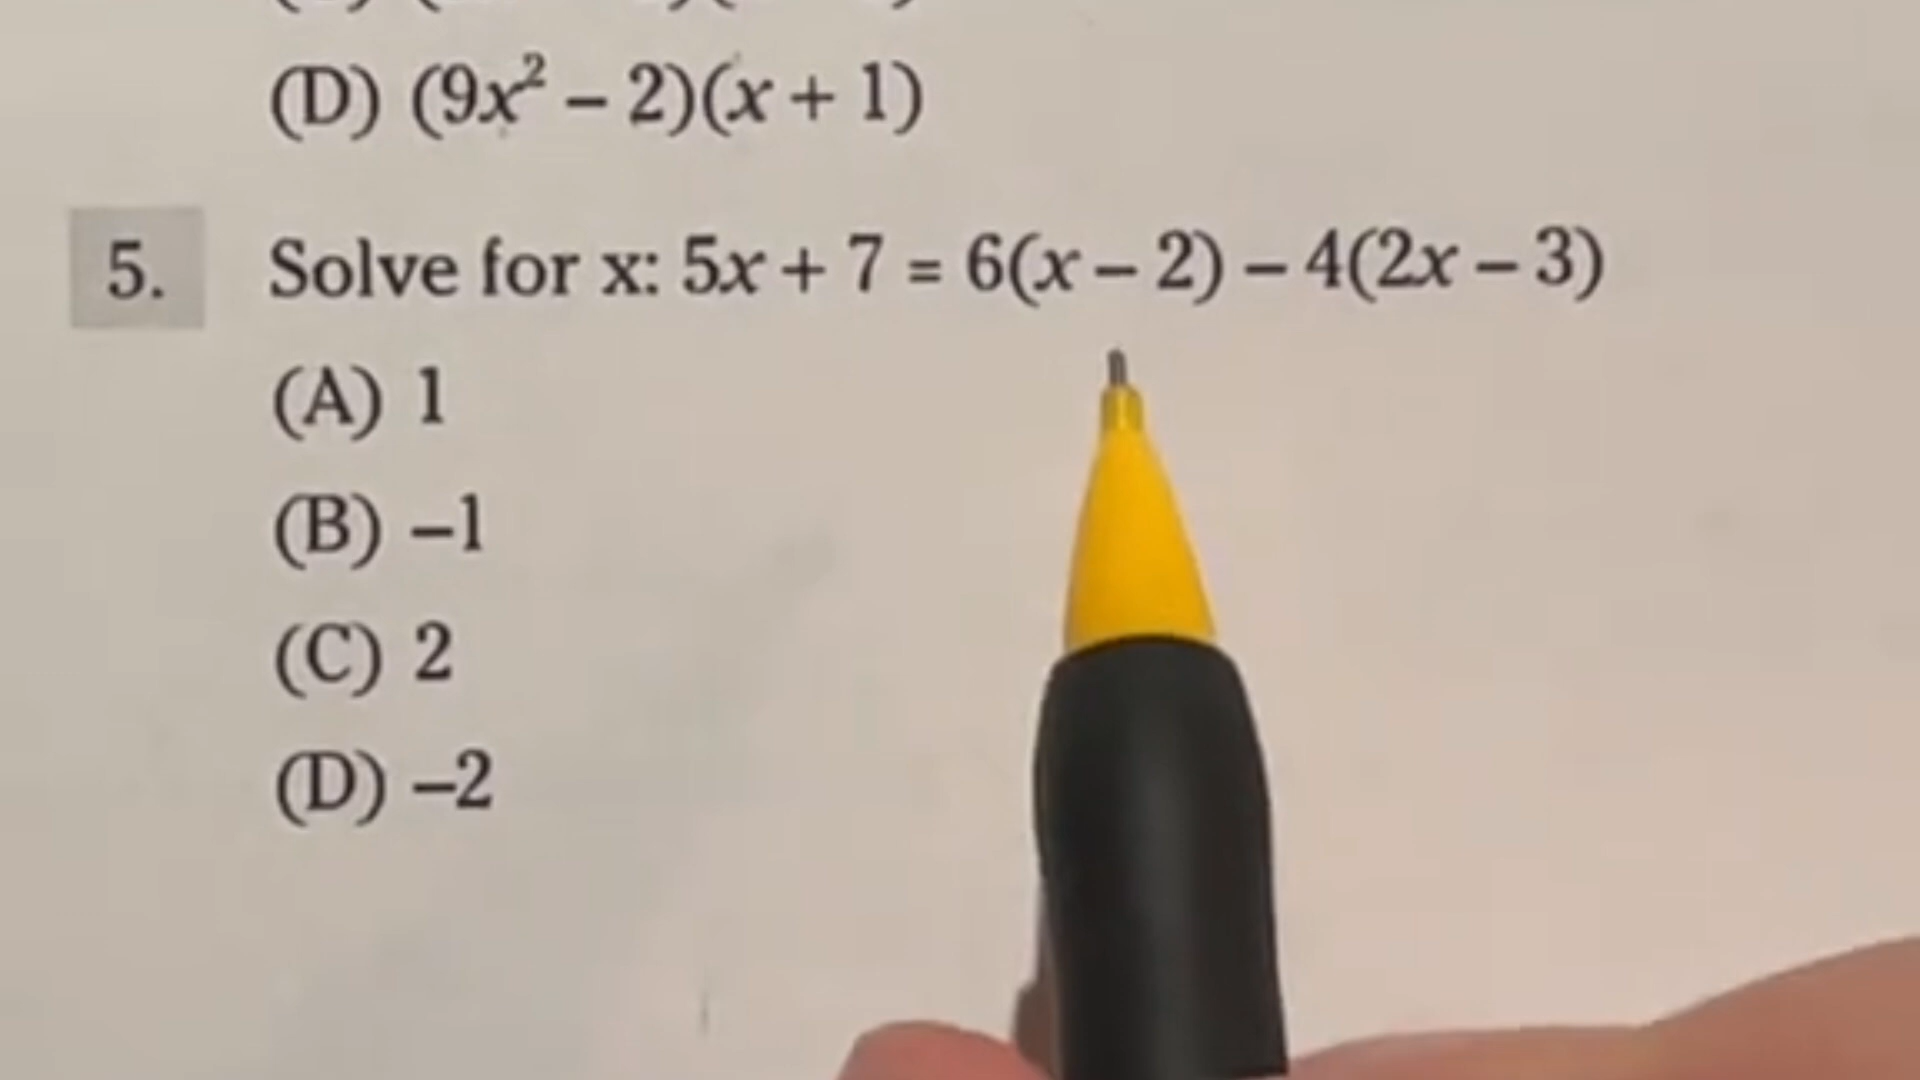 (D) (9x² – 2)(x + 1)
5. Solve for x: 5x + 7 = 6(x – 2) – 4(2x – 3)
(A) 1
(B) –1
(C) 2
(D) –2